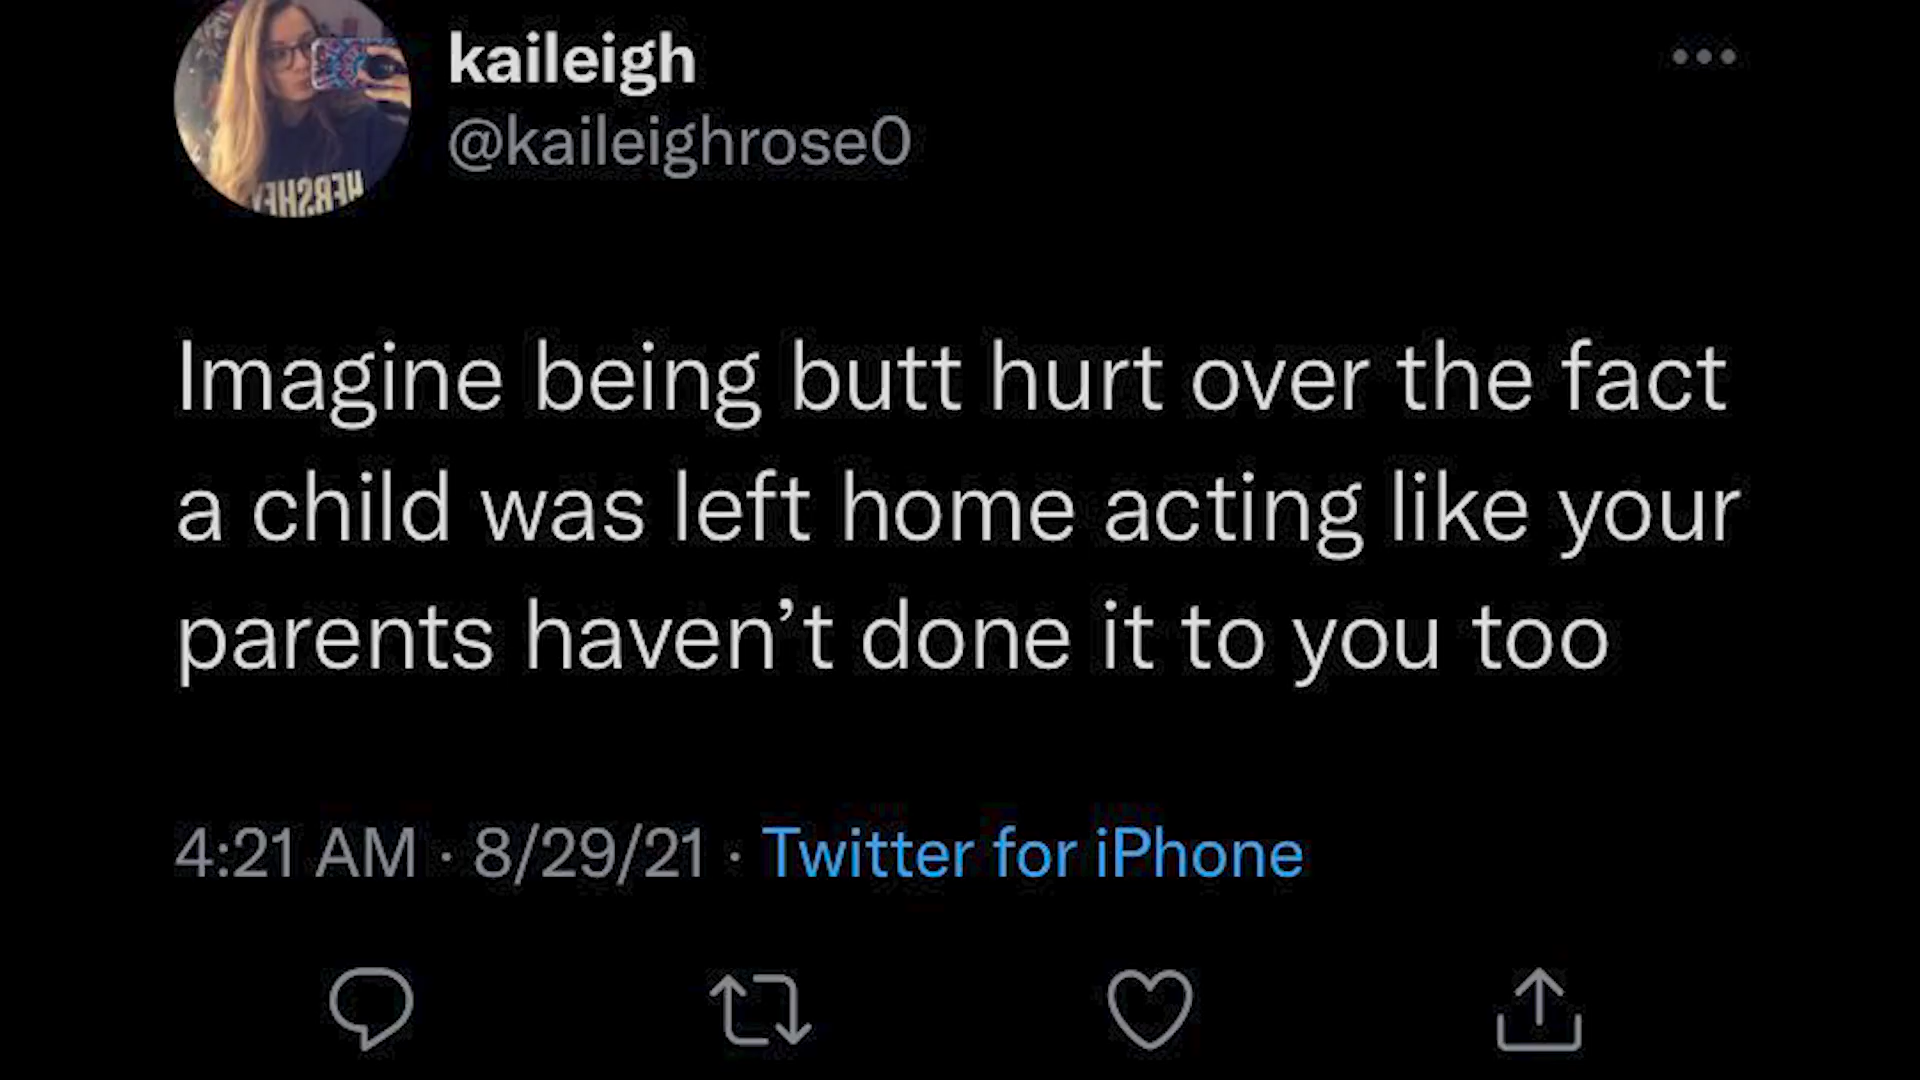 kaileigh
@kaileighrose0
HERSHEY
Imagine being butt hurt over the fact
a child was left home acting like your
parents haven’t done it to you too
4:21 AM · 8/29/21 · Twitter for iPhone